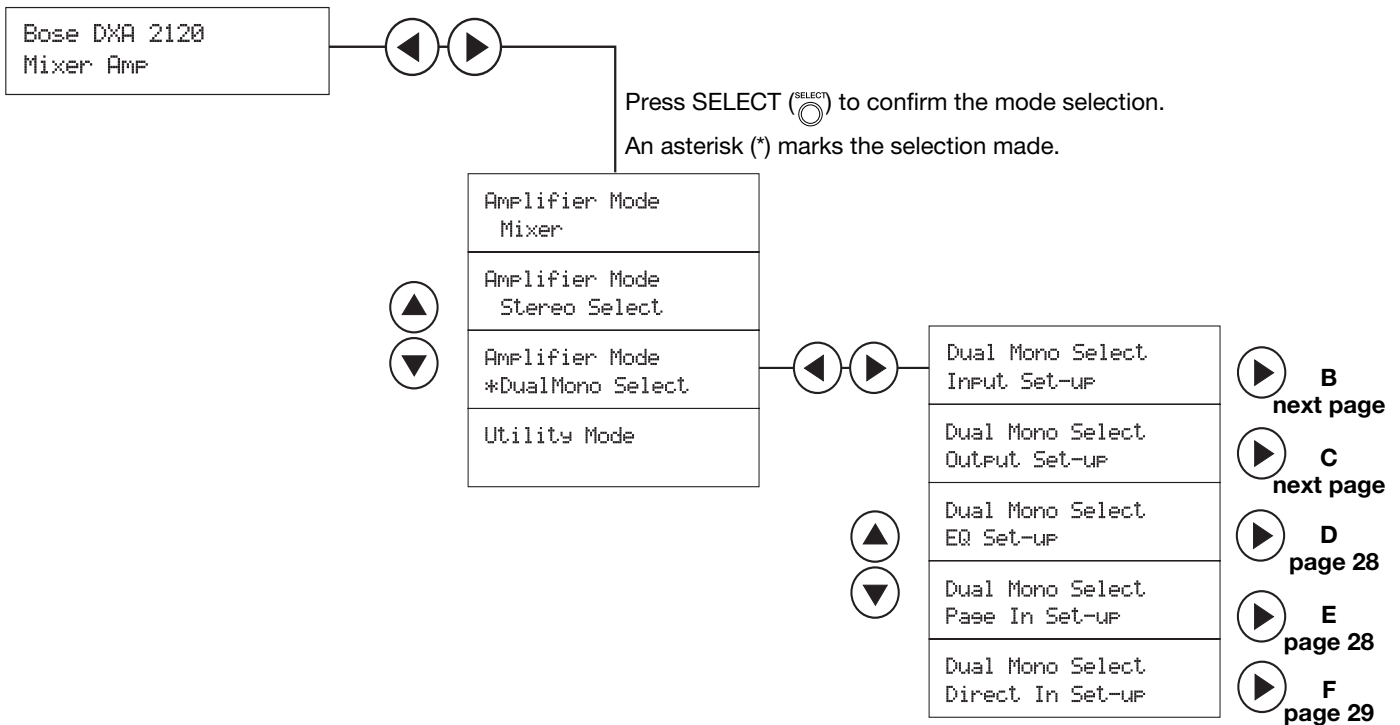 Bose DXA 2120
Mixer Amp
Press SELECT (SELECT) to confirm the mode selection.
An asterisk (*) marks the selection made.
Amplifier Mode
Mixer
Amplifier Mode
Stereo Select
Amplifier Mode
*DualMono Select
Utility Mode
Dual Mono Select
Input Set-up
B
next page
Dual Mono Select
Output Set-up
C
next page
Dual Mono Select
EQ Set-up
D
page 28
Dual Mono Select
Page In Set-up
E
page 28
Dual Mono Select
Direct In Set-up
F
page 29